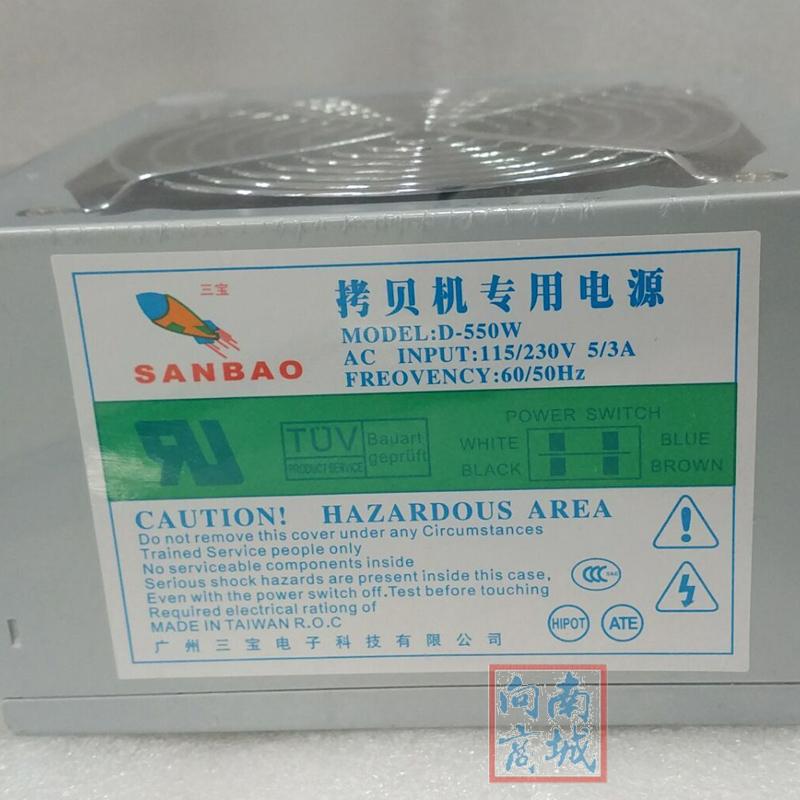 三宝
SANBAO
拷贝机专用电源
MODEL:D-550W
AC INPUT:115/230V 5/3A
FREOVENCY:60/50Hz
TÜV
PRODUCT SERVICE
Bauart
geprüft
POWER SWITCH
WHITE
BLUE
BLACK
BROWN
CAUTION! HAZARDOUS AREA
Do not remove this cover under any Circumstances
Trained Service people only
No serviceable components inside
Serious shock hazards are present inside this case,
Even with the power switch off.Test before touching
Required electrical rationg of
MADE IN TAIWAN R.O.C
广州三宝电子科技有限公司
CCC
HIPOT
ATE
向南
商城